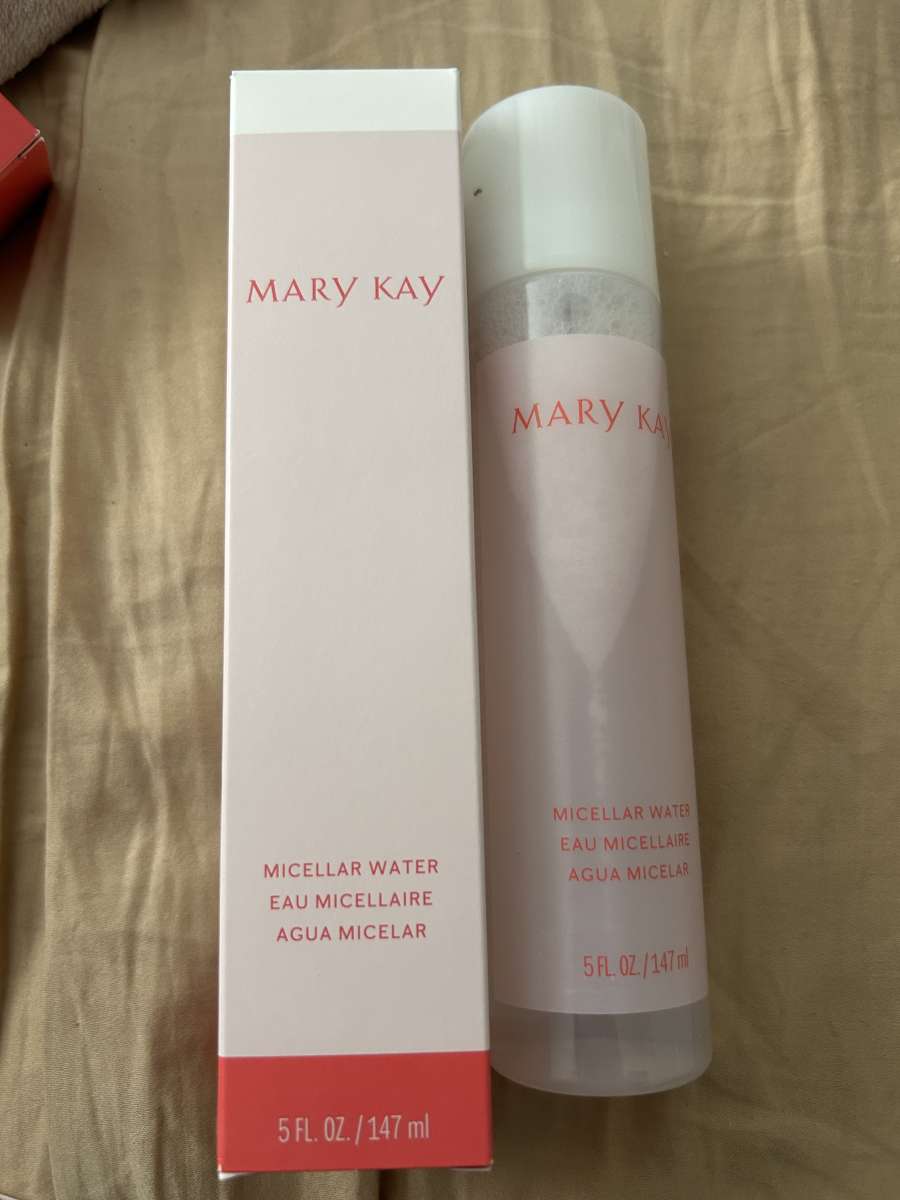 MARY KAY
MICELLAR WATER
EAU MICELLAIRE
AGUA MICELAR
5 FL. OZ. / 147 ml
MARY KAY
MICELLAR WATER
EAU MICELLAIRE
AGUA MICELAR
5 FL. OZ. / 147 ml